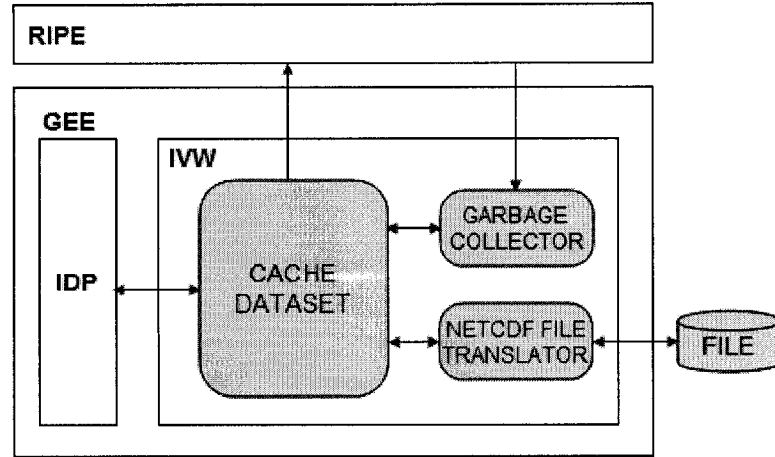 RIPE
GEE
IVW
IDP
CACHE
DATASET
GARBAGE
COLLECTOR
NETCDF FILE
TRANSLATOR
FILE